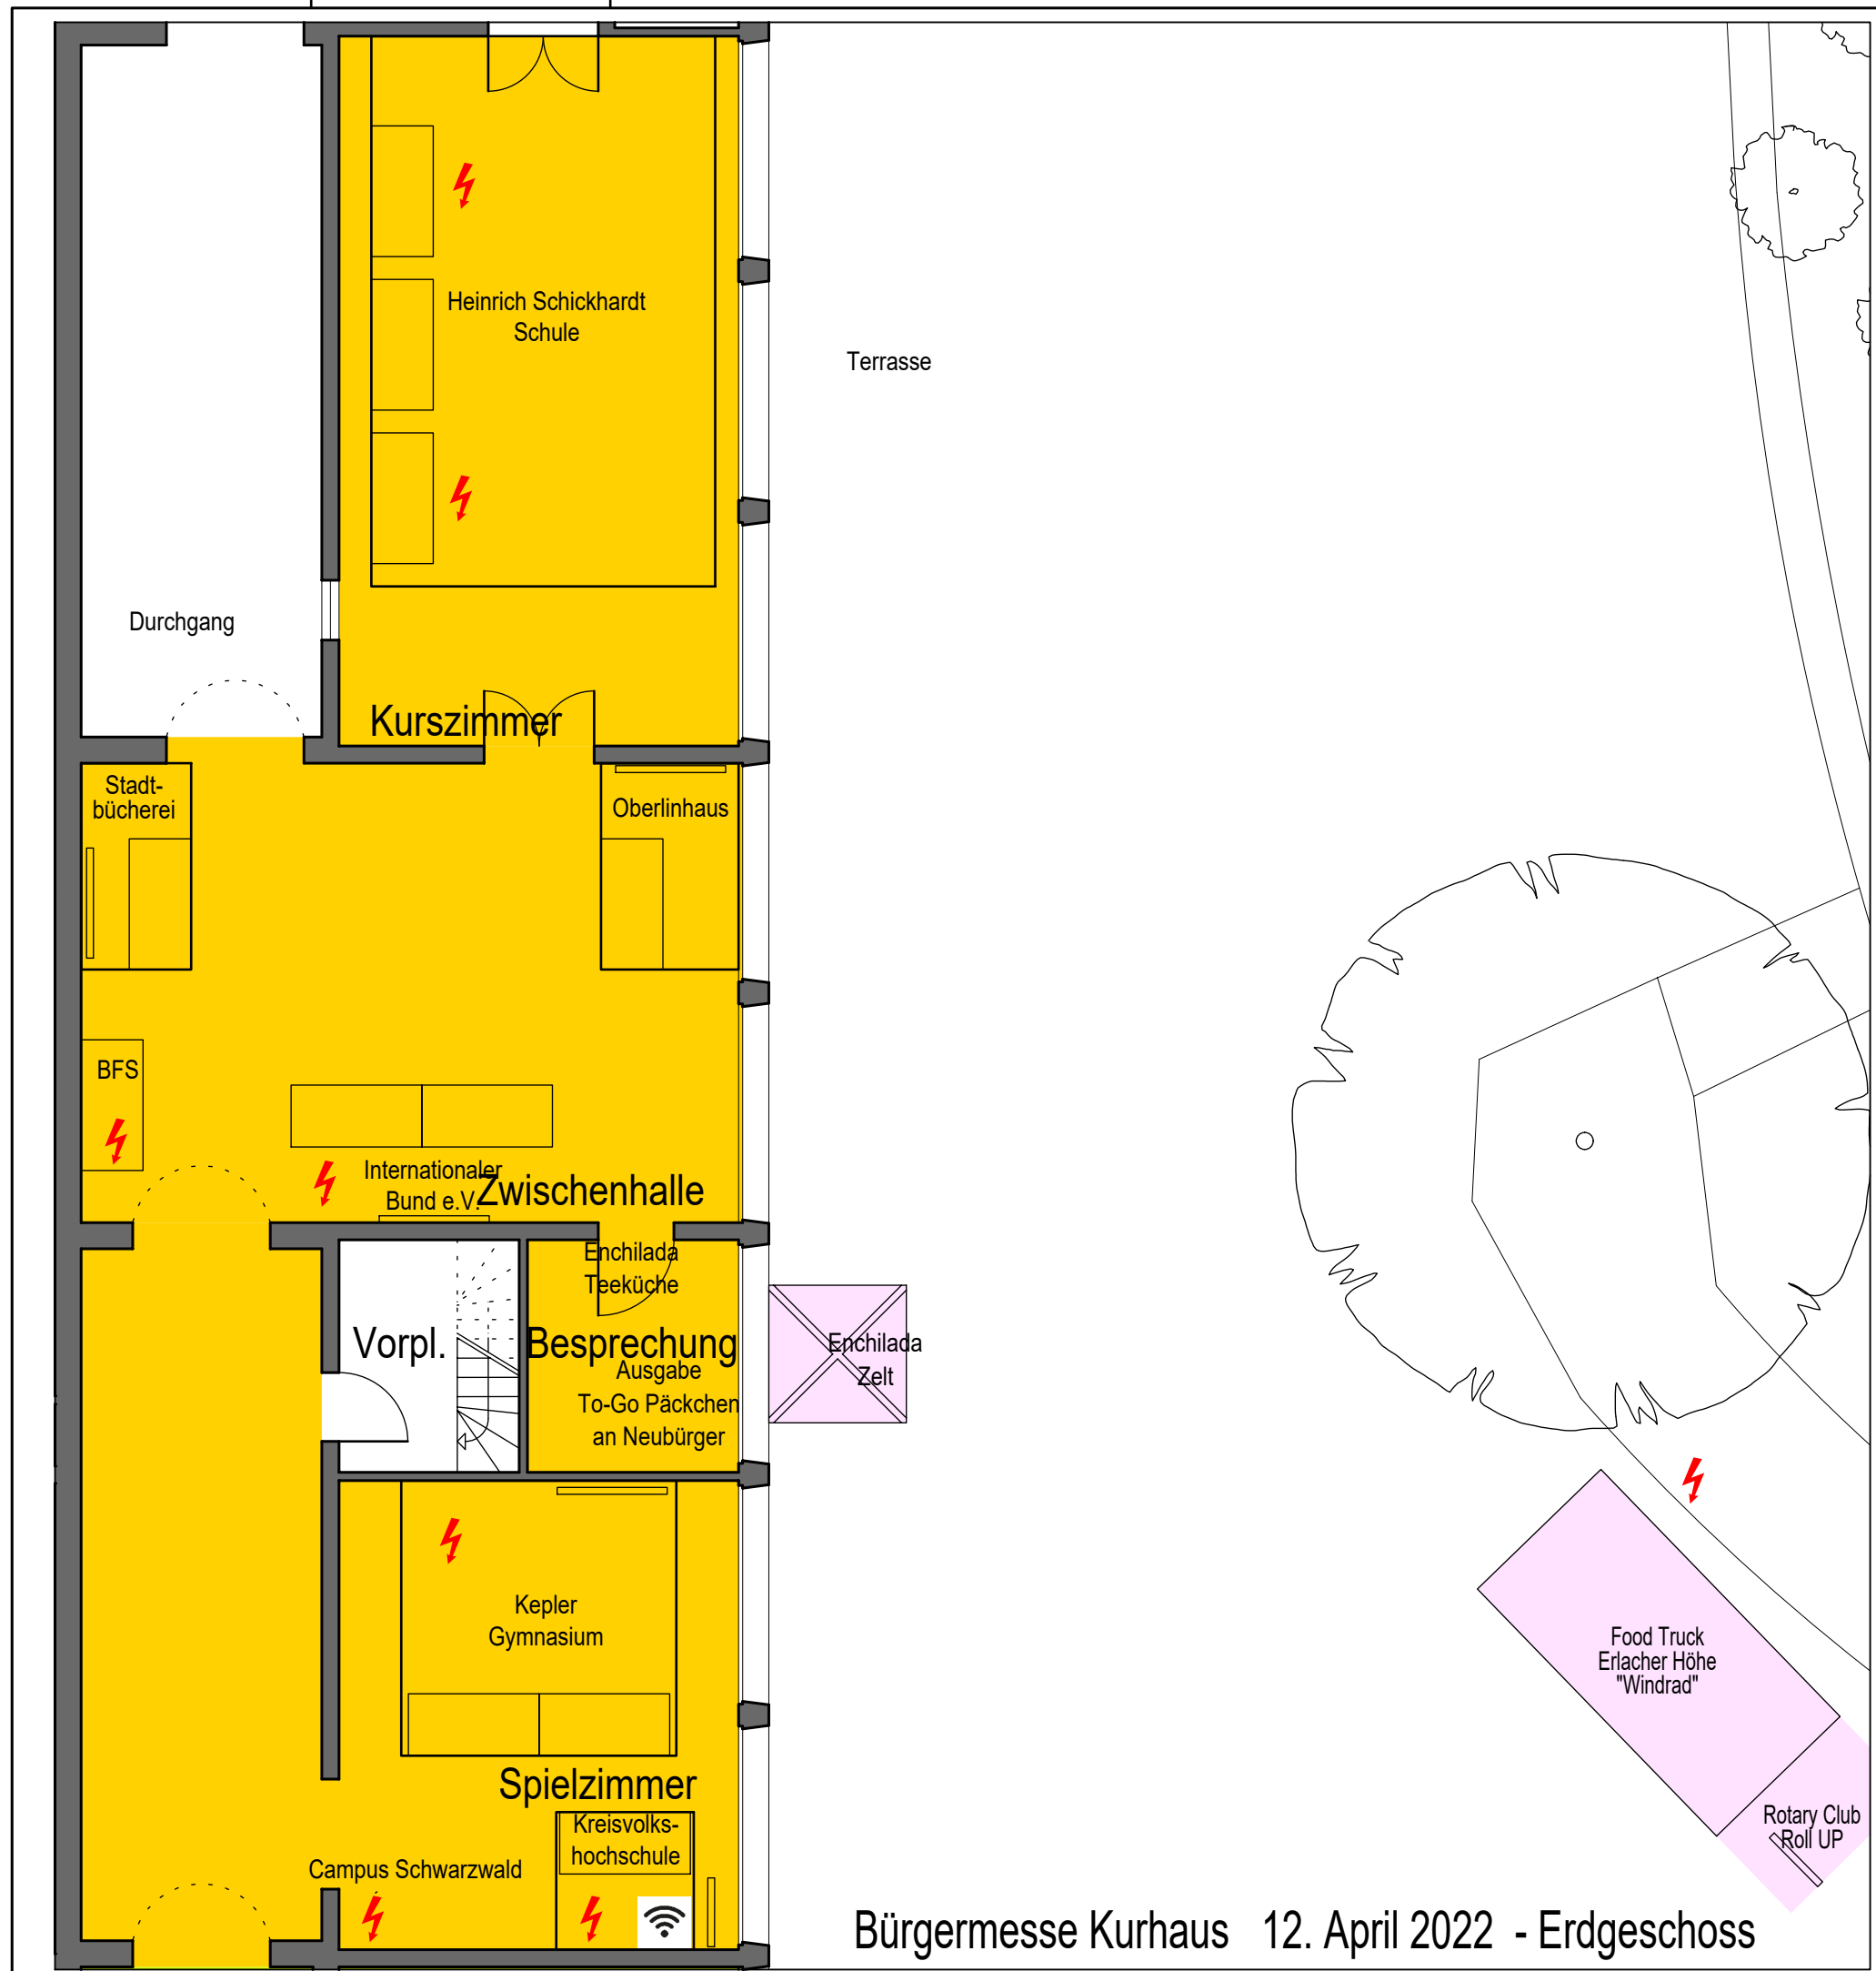 Heinrich Schickhardt
Schule
Terrasse
Durchgang
Kurszimmer
Stadt-
bücherei
Oberlinhaus
BFS
Internationaler
Bund e.V.
Zwischenhalle
Enchilada
Teeküche
Vorpl.
Besprechung
Ausgabe
To-Go Päckchen
an Neubürger
Enchilada
Zelt
Kepler
Gymnasium
Food Truck
Erlacher Höhe
"Windrad"
Spielzimmer
Kreisvolks-
hochschule
Campus Schwarzwald
Rotary Club
Roll UP
Bürgermesse Kurhaus 12. April 2022 - Erdgeschoss